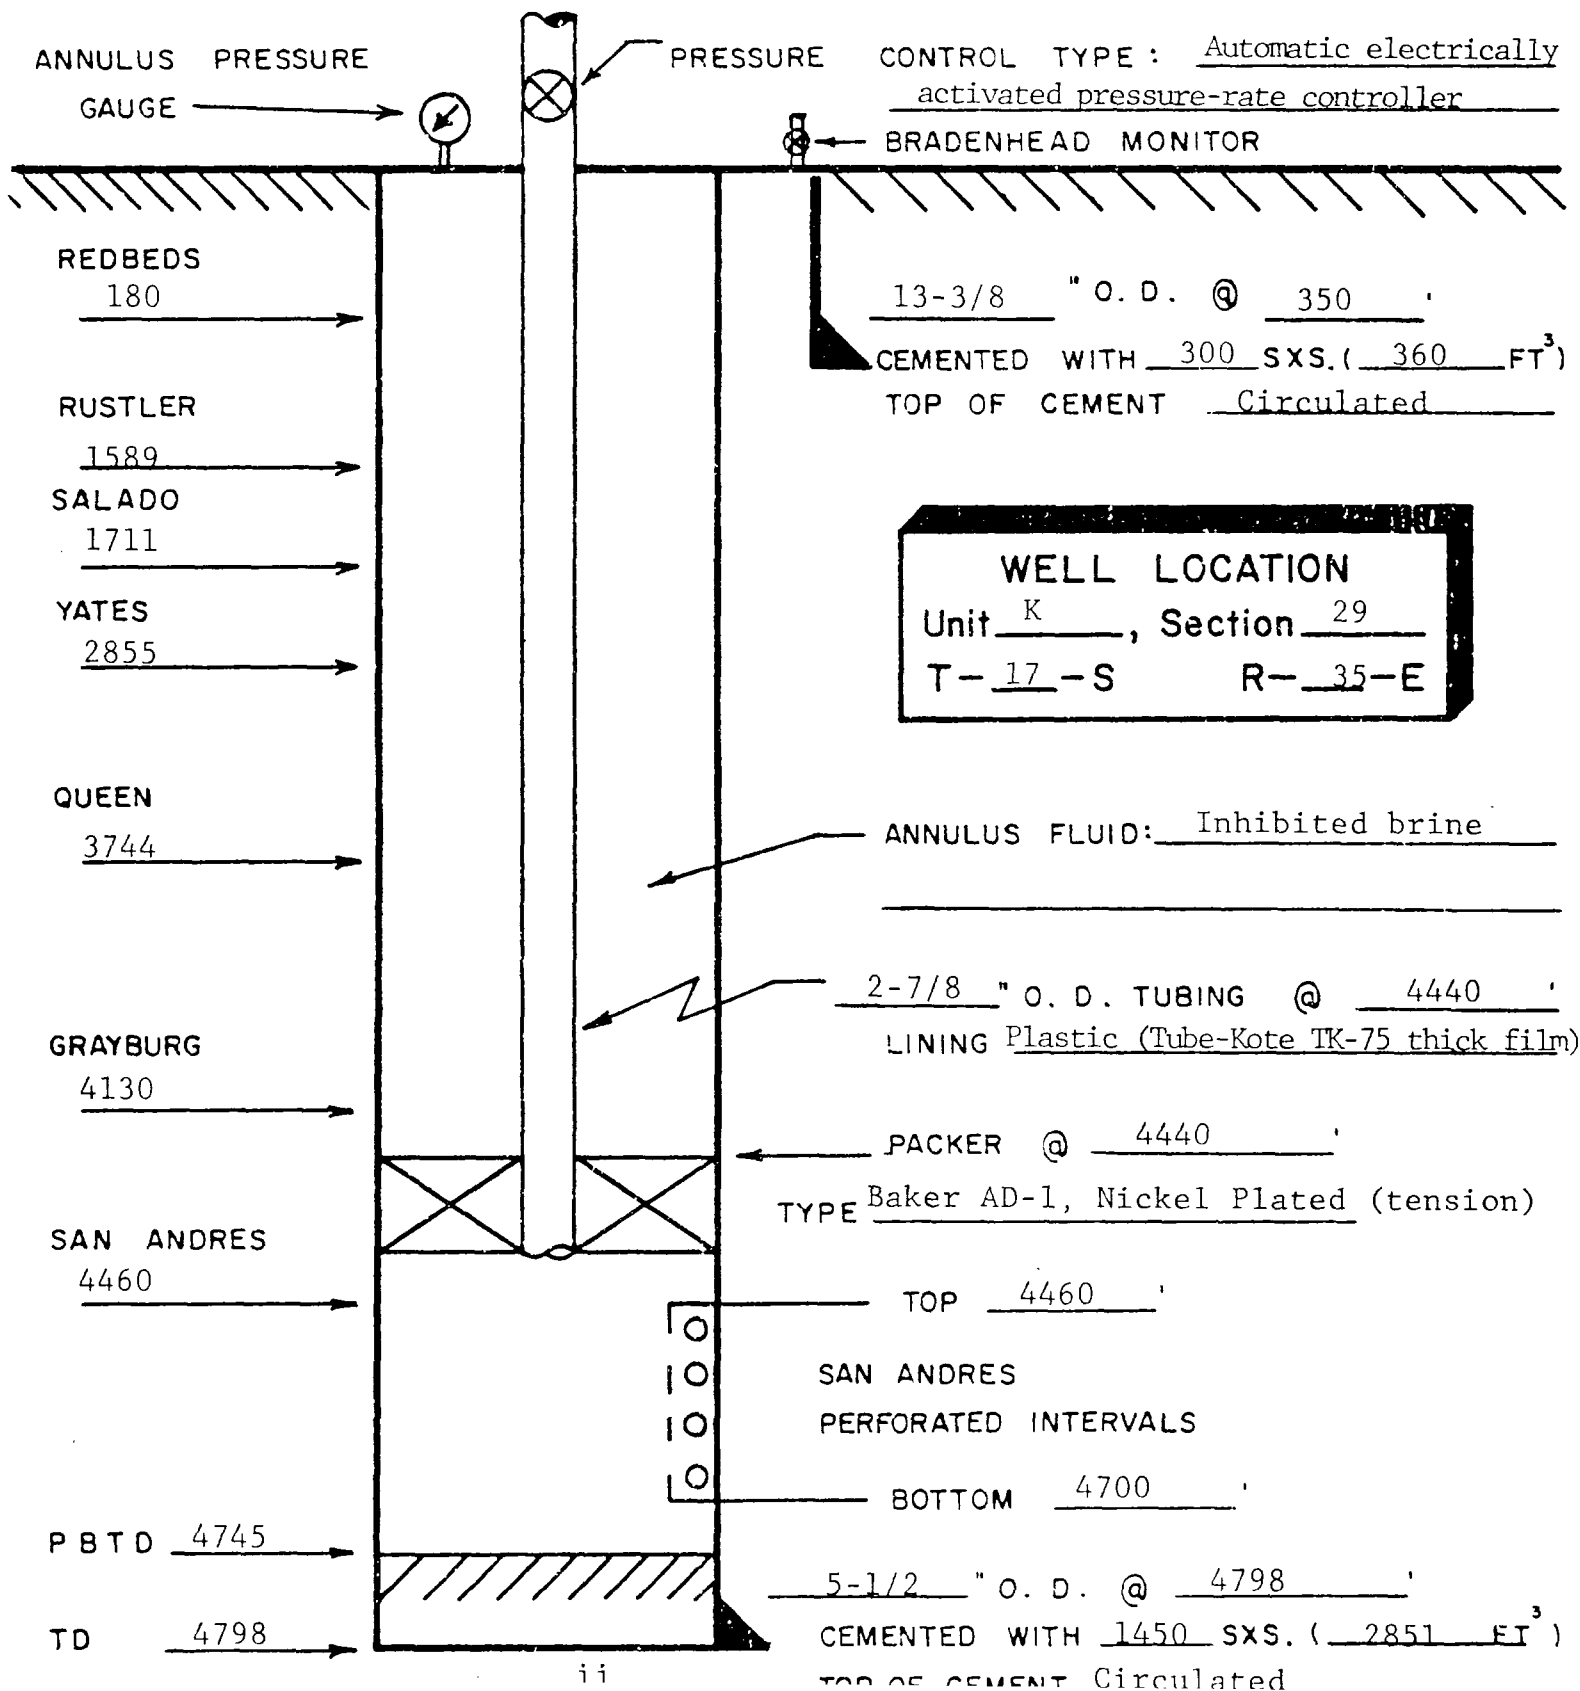 ANNULUS PRESSURE
GAUGE
PRESSURE CONTROL TYPE: Automatic electrically
activated pressure-rate controller
BRADENHEAD MONITOR
REDBEDS
180
13-3/8 " O. D. @ 350 '
CEMENTED WITH 300 SXS. ( 360 FT³)
TOP OF CEMENT Circulated
RUSTLER
1589
SALADO
1711
YATES
2855
WELL LOCATION
Unit K, Section 29
T-17-S R-35-E
QUEEN
3744
ANNULUS FLUID: Inhibited brine
2-7/8 " O. D. TUBING @ 4440 '
LINING Plastic (Tube-Kote TK-75 thick film)
GRAYBURG
4130
PACKER @ 4440 '
TYPE Baker AD-1, Nickel Plated (tension)
SAN ANDRES
4460
TOP 4460 '
SAN ANDRES
PERFORATED INTERVALS
BOTTOM 4700 '
PBTD 4745
5-1/2 " O. D. @ 4798 '
TD 4798
CEMENTED WITH 1450 SXS. ( 2851 FT³)
TOP OF CEMENT Circulated
ii